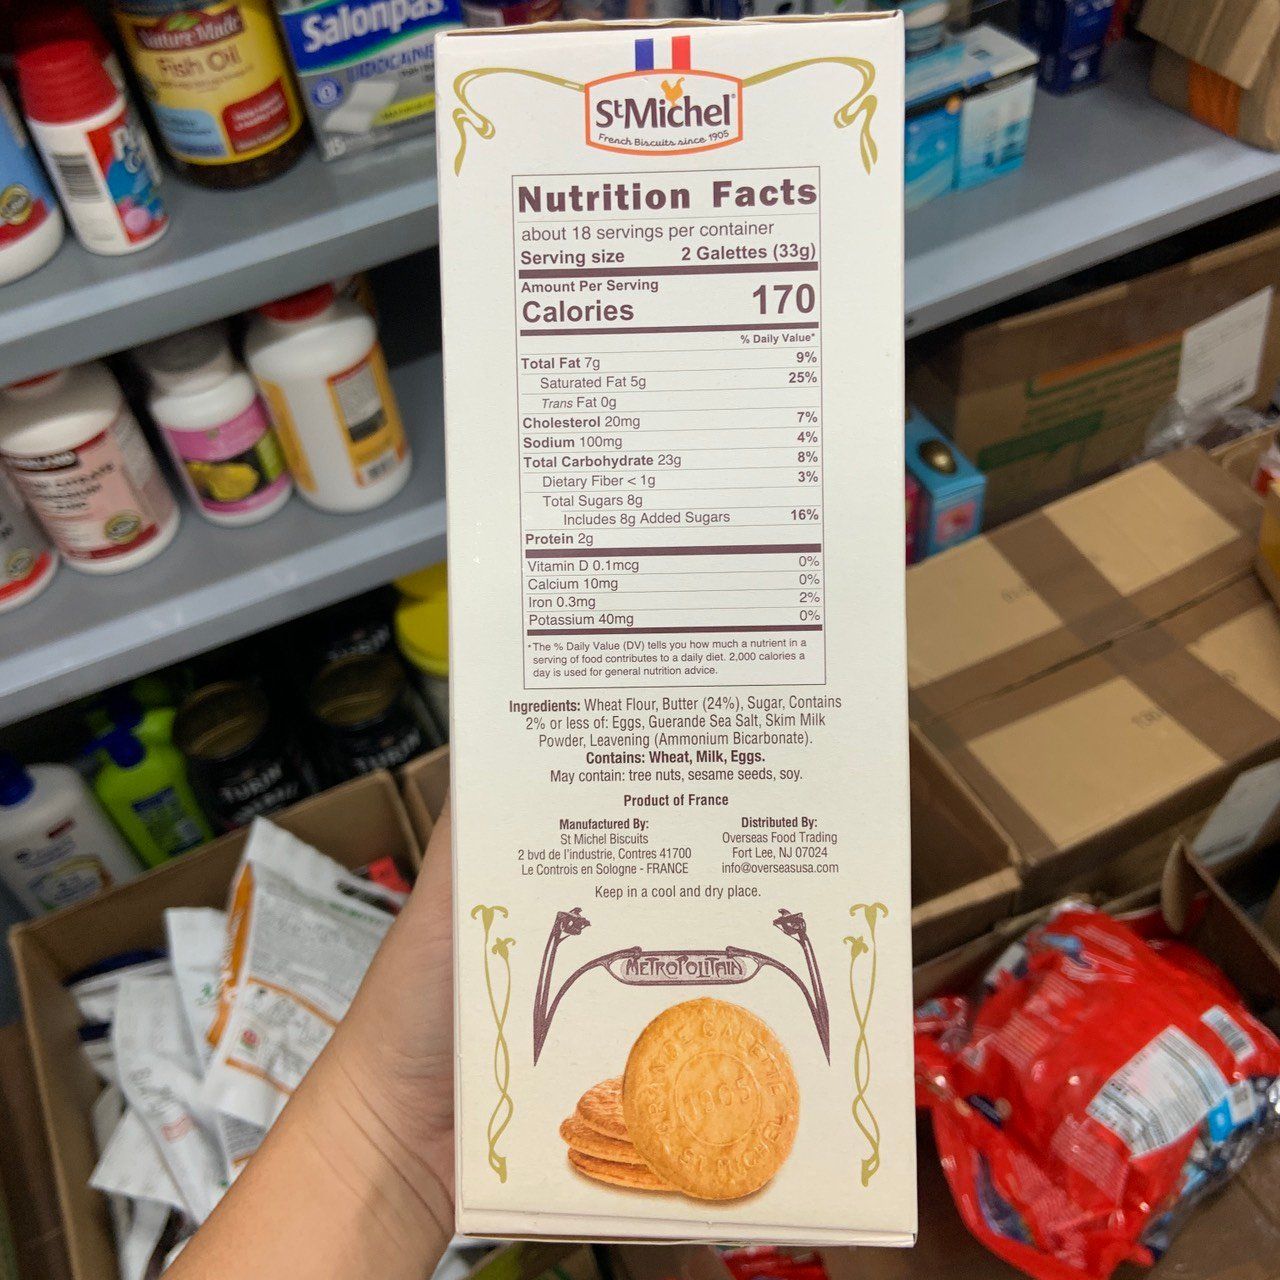 Nature Made
Fish Oil
Salonpas
LIDOCAINE
StMichel
French Biscuits since 1905
Nutrition Facts
about 18 servings per container
Serving size 2 Galettes (33g)
Amount Per Serving
Calories 170
% Daily Value*
Total Fat 7g 9%
Saturated Fat 5g 25%
Trans Fat 0g
Cholesterol 20mg 7%
Sodium 100mg 4%
Total Carbohydrate 23g 8%
Dietary Fiber < 1g 3%
Total Sugars 8g
Includes 8g Added Sugars 16%
Protein 2g
Vitamin D 0.1mcg 0%
Calcium 10mg 0%
Iron 0.3mg 2%
Potassium 40mg 0%
*The % Daily Value (DV) tells you how much a nutrient in a
serving of food contributes to a daily diet. 2,000 calories a
day is used for general nutrition advice.
Ingredients: Wheat Flour, Butter (24%), Sugar, Contains
2% or less of: Eggs, Guerande Sea Salt, Skim Milk
Powder, Leavening (Ammonium Bicarbonate).
Contains: Wheat, Milk, Eggs.
May contain: tree nuts, sesame seeds, soy.
Product of France
Manufactured By:
St Michel Biscuits
2 bvd de l'industrie, Contres 41700
Le Controis en Sologne - FRANCE
Distributed By:
Overseas Food Trading
Fort Lee, NJ 07024
info@overseasusa.com
Keep in a cool and dry place.
METROPOLITAIN
GRANDE GALETTE
1905
ST MICHEL
TURIN
TURIN